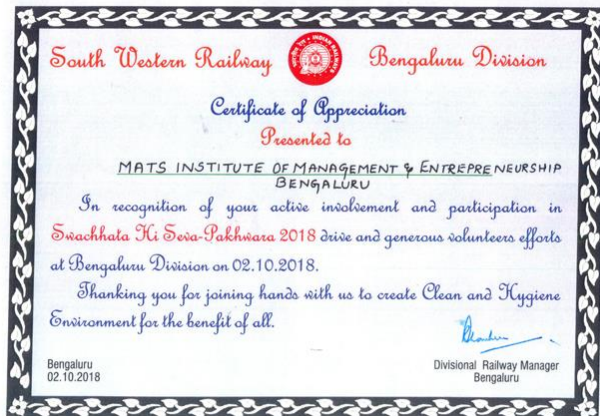 South Western Railway Bengaluru Division
Certificate of Appreciation
Presented to
MATS INSTITUTE OF MANAGEMENT & ENTREPRENEURSHIP
BENGALURU
In recognition of your active involvement and participation in
Swachhata Hi Seva-Pakhwara 2018 drive and generous volunteers efforts
at Bengaluru Division on 02.10.2018.
Thanking you for joining hands with us to create Clean and Hygiene
Environment for the benefit of all.
Bengaluru
02.10.2018
Divisional Railway Manager
Bengaluru